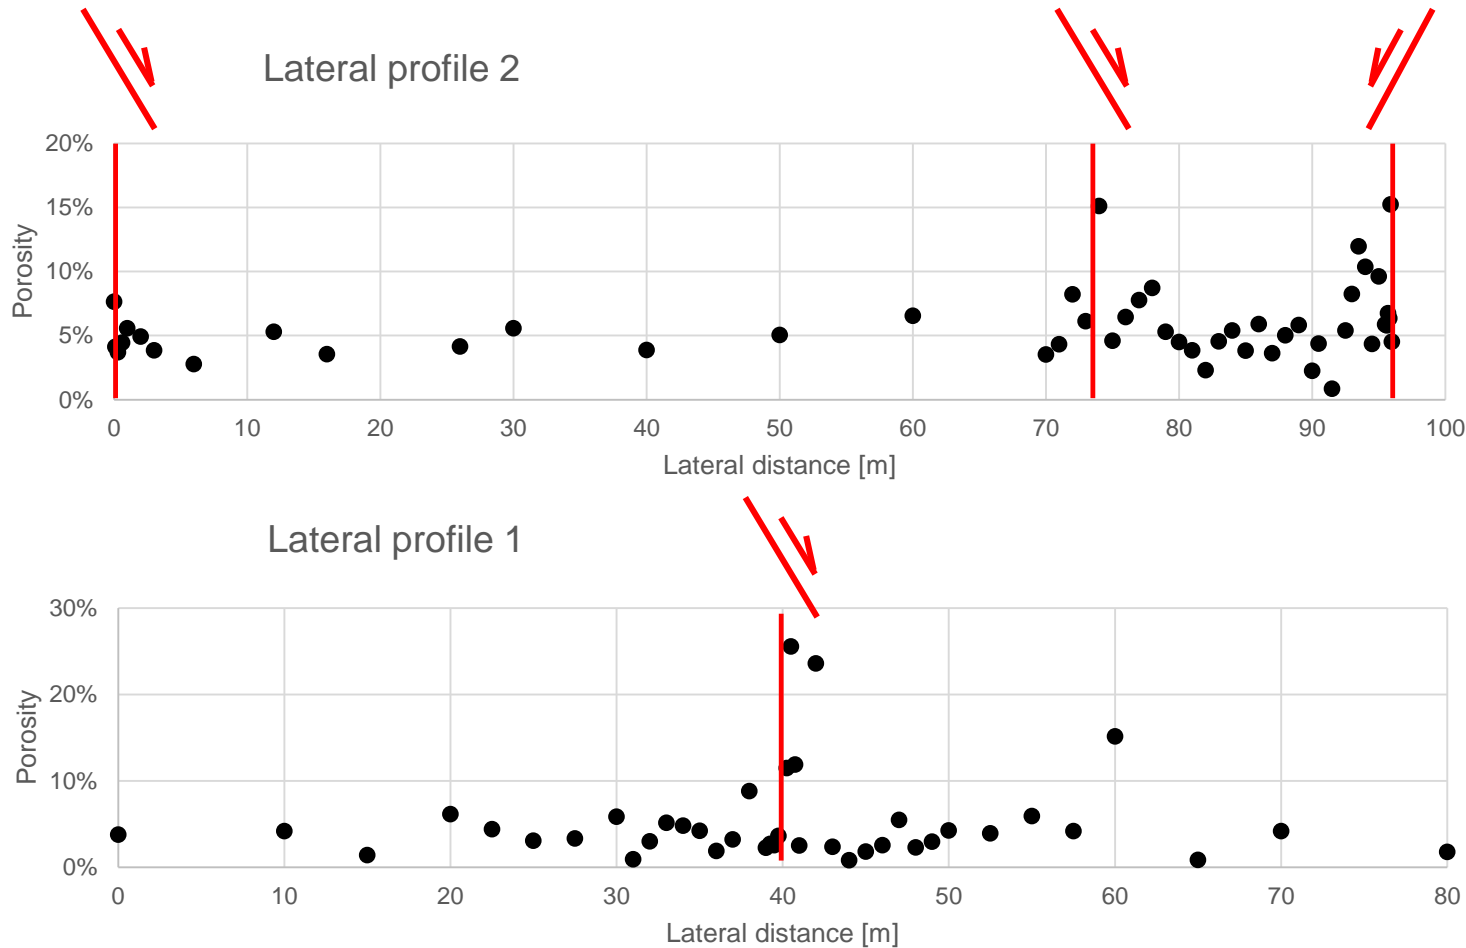 Lateral profile 2
20%
15%
10%
5%
0%
Porosity
0 10 20 30 40 50 60 70 80 90 100
Lateral distance [m]
Lateral profile 1
30%
20%
10%
0%
Porosity
0 10 20 30 40 50 60 70 80
Lateral distance [m]